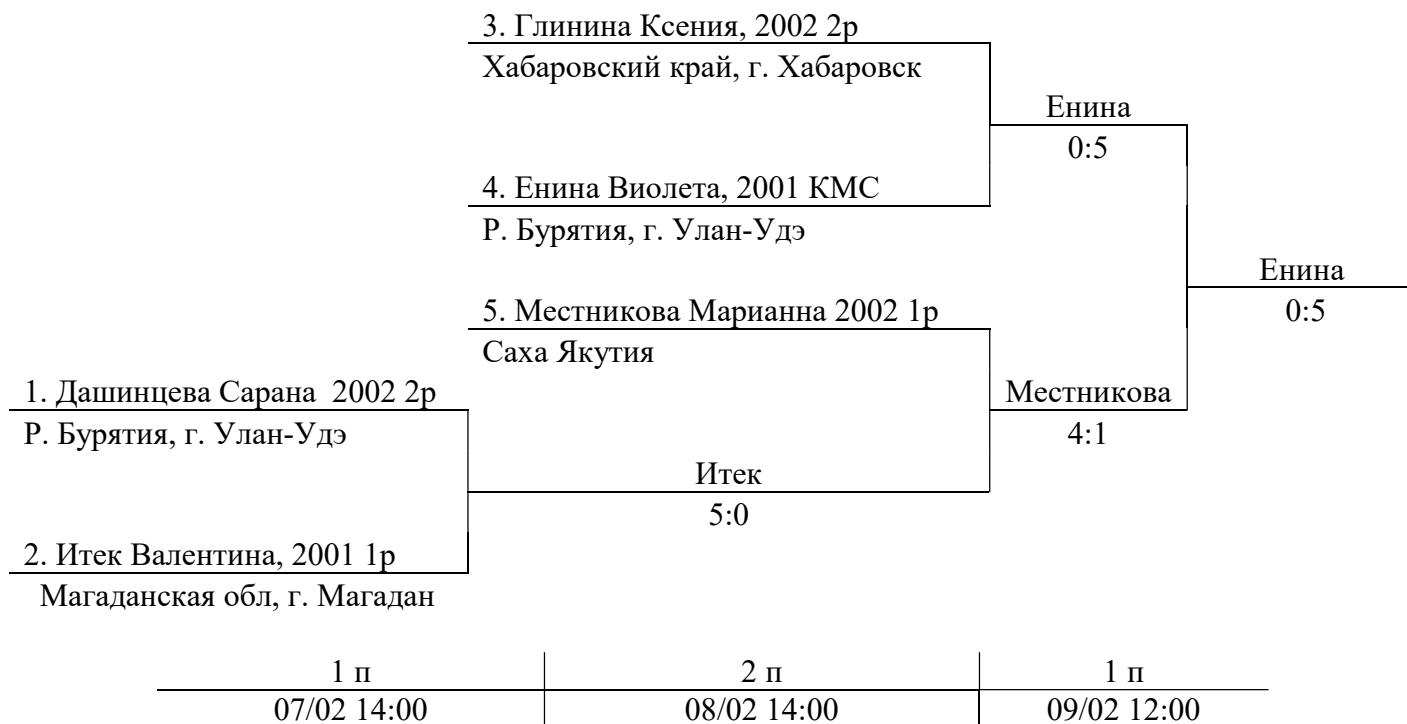 3. Глинина Ксения, 2002 2р
Хабаровский край, г. Хабаровск
Енина
0:5
4. Енина Виолета, 2001 КМС
Р. Бурятия, г. Улан-Удэ
Енина
0:5
5. Местникова Марианна 2002 1р
Саха Якутия
1. Дашинцева Сарана 2002 2р
Р. Бурятия, г. Улан-Удэ
Местникова
4:1
Итек
5:0
2. Итек Валентина, 2001 1р
Магаданская обл, г. Магадан
1 п 2 п 1 п
07/02 14:00 08/02 14:00 09/02 12:00